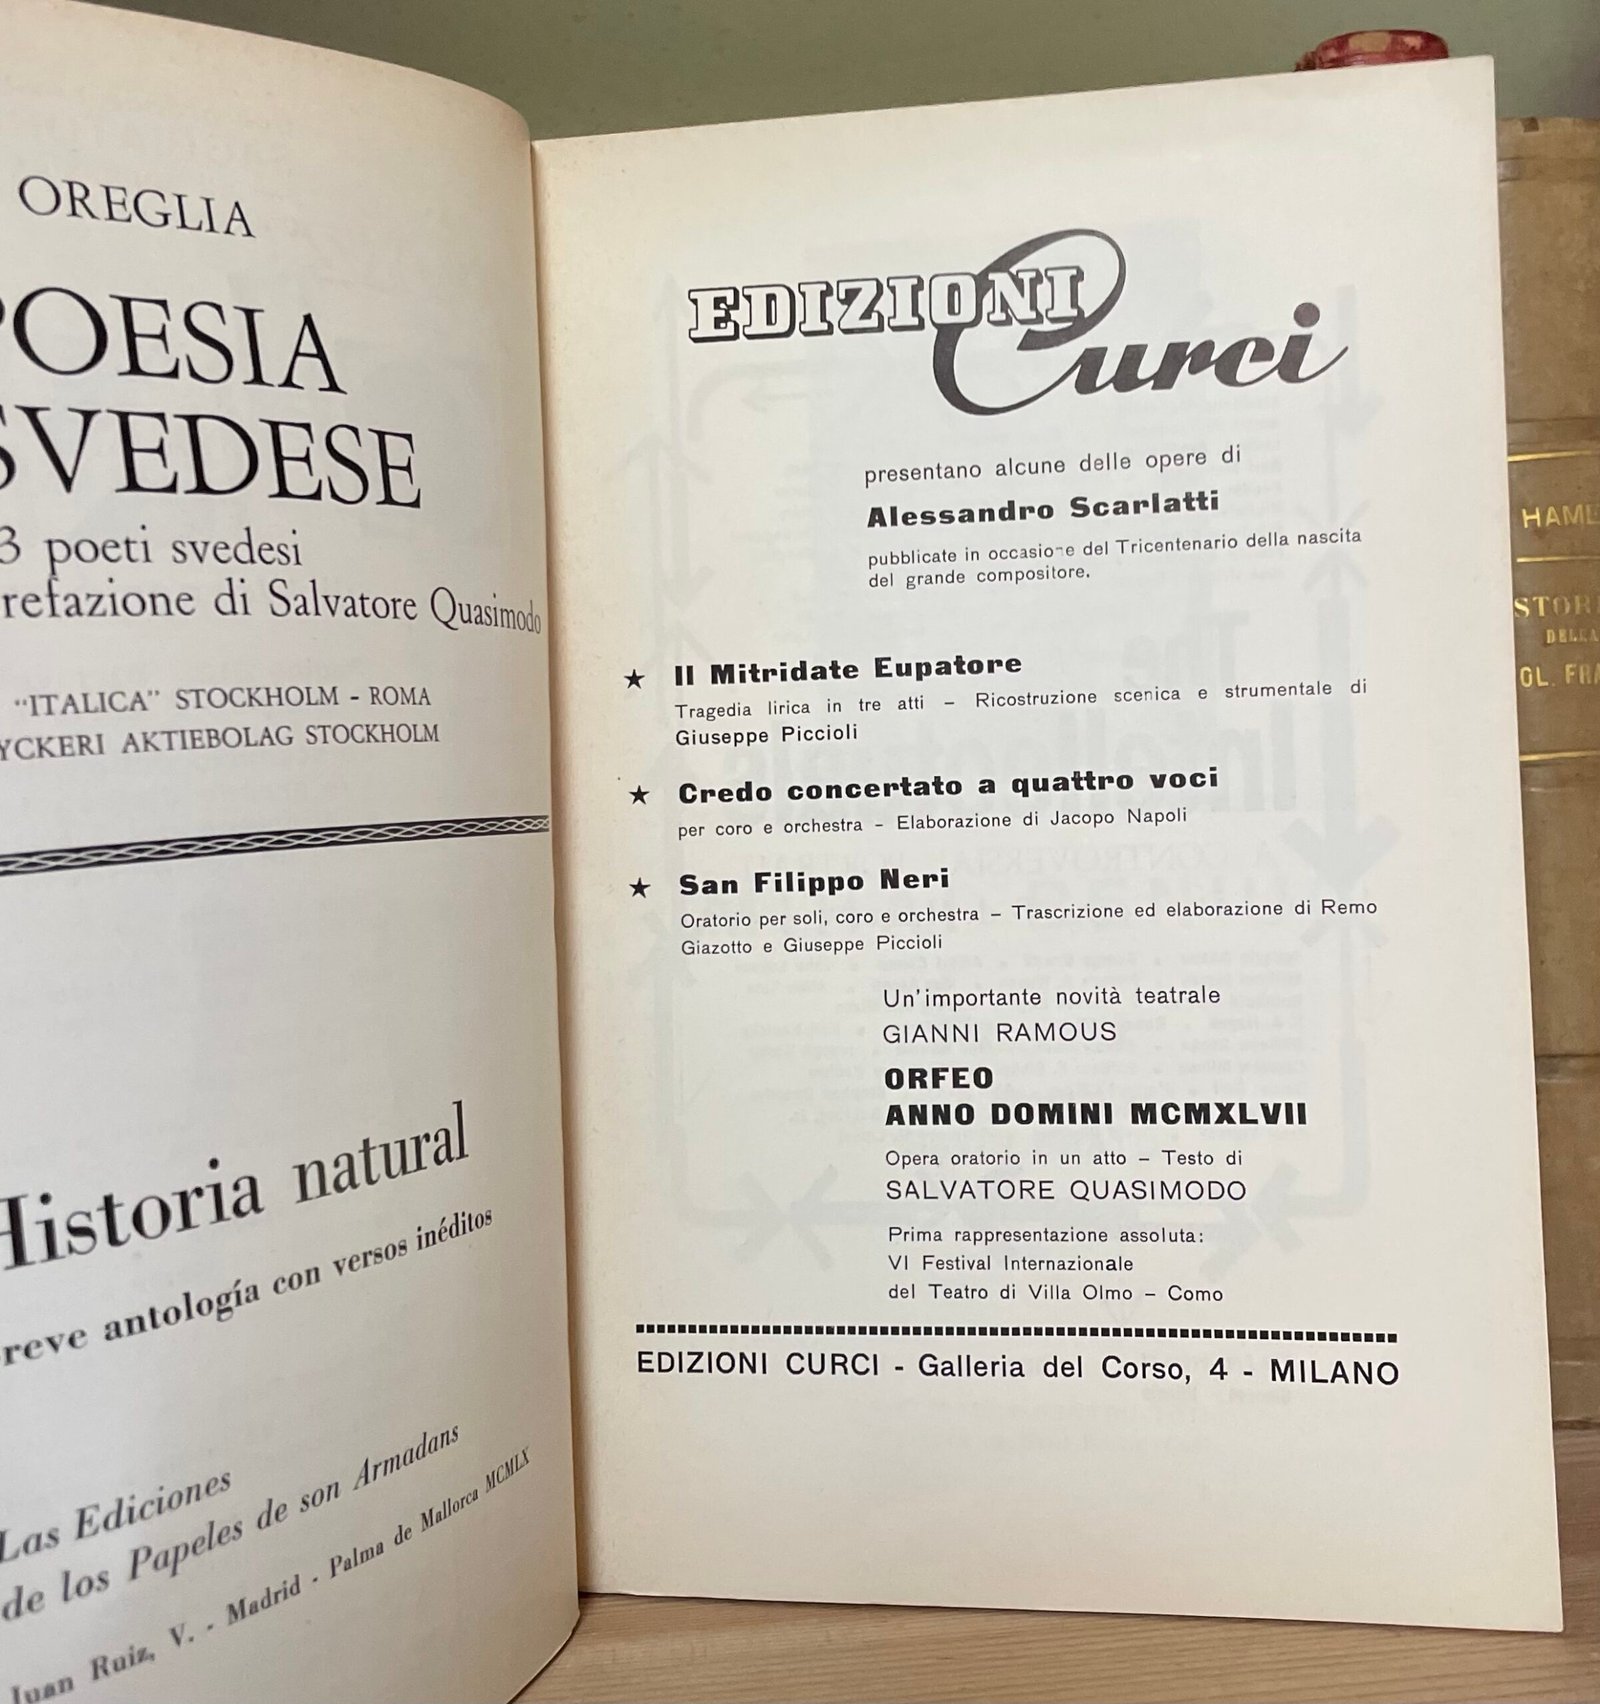 OREGLIA
POESIA
SVEDESE
3 poeti svedesi
refazione di Salvatore Quasimodo
“ITALICA” STOCKHOLM - ROMA
YCKERI AKTIEBOLAG STOCKHOLM
Historia natural
reve antología con versos inéditos
Las Ediciones
de los Papeles de son Armadans
Juan Ruiz, V. - Madrid - Palma de Mallorca MCMLX
EDIZIONI
Curci
presentano alcune delle opere di
Alessandro Scarlatti
pubblicate in occasione del Tricentenario della nascita
del grande compositore.
★ Il Mitridate Eupatore
Tragedia lirica in tre atti – Ricostruzione scenica e strumentale di
Giuseppe Piccioli
★ Credo concertato a quattro voci
per coro e orchestra – Elaborazione di Jacopo Napoli
★ San Filippo Neri
Oratorio per soli, coro e orchestra – Trascrizione ed elaborazione di Remo
Giazotto e Giuseppe Piccioli
Un'importante novità teatrale
GIANNI RAMOUS
ORFEO
ANNO DOMINI MCMXLVII
Opera oratorio in un atto – Testo di
SALVATORE QUASIMODO
Prima rappresentazione assoluta:
VI Festival Internazionale
del Teatro di Villa Olmo – Como
EDIZIONI CURCI - Galleria del Corso, 4 - MILANO
HAME
STORI
DELLA
OL. FRA